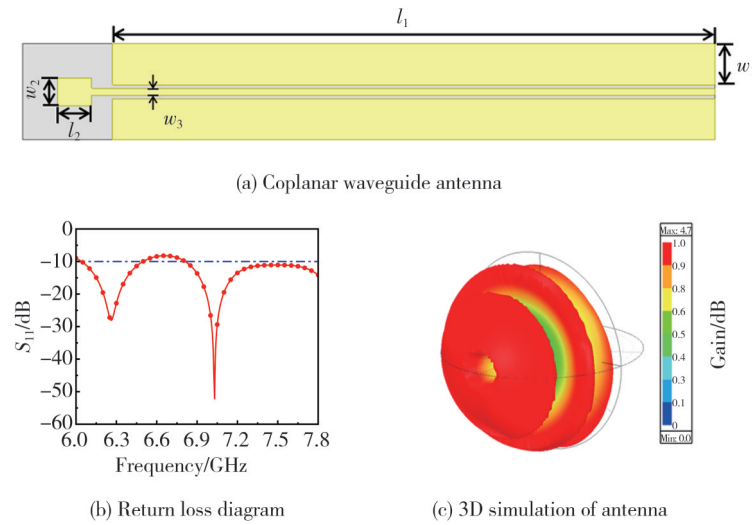 l₁
w
w₂
w₃
l₂
(a) Coplanar waveguide antenna
0
−10
−20
−30
−40
−50
−60
S₁₁/dB
6.0 6.3 6.6 6.9 7.2 7.5 7.8
Frequency/GHz
(b) Return loss diagram
Max: 4.7
1.0
0.9
0.8
0.7
0.6
0.5
0.4
0.3
0.1
0
Min: 0.0
Gain/dB
(c) 3D simulation of antenna